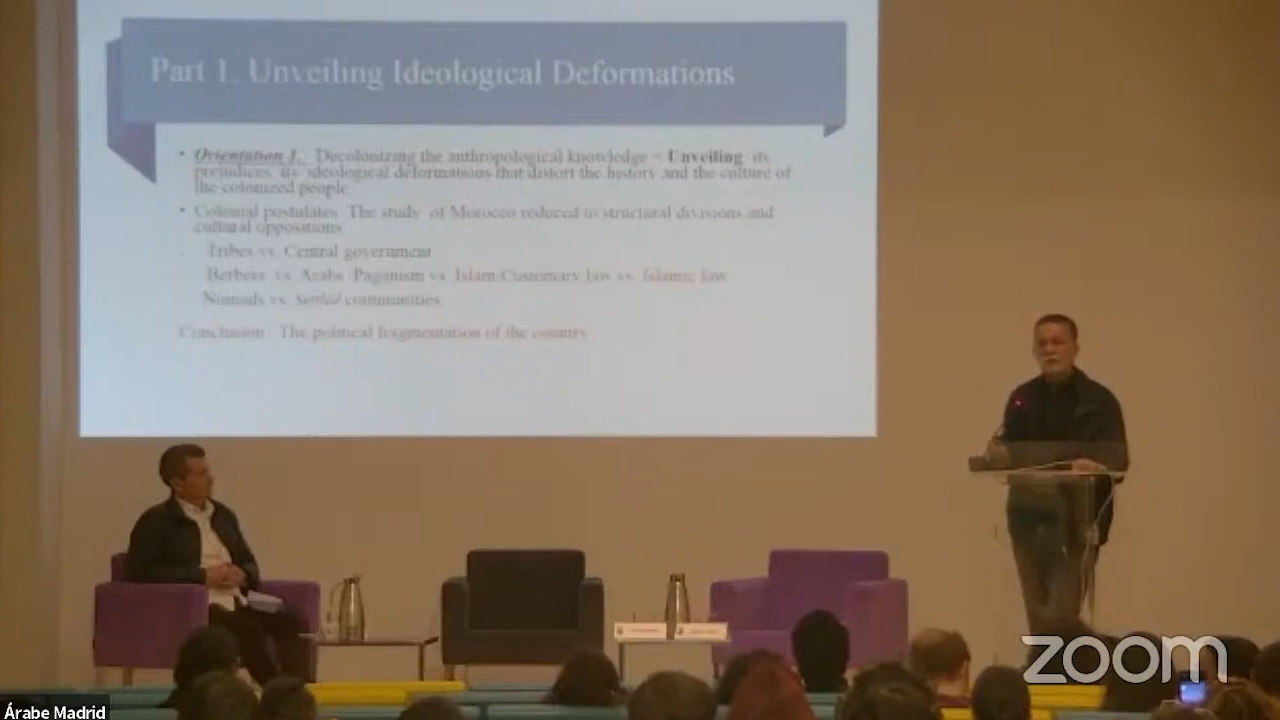 Part 1. Unveiling Ideological Deformations
• Orientation 1. Decolonizing the anthropological knowledge = Unveiling its
prejudices, its ideological deformations that distort the history and the culture of
the colonized people
• Colonial postulates The study of Morocco reduced to structural divisions and
cultural oppositions
Tribes vs. Central government
Berbers vs Arabs Paganism vs. Islam/Customary law vs. Islamic law
Nomads vs. Settled communities.
Conclusion The political fragmentation of the country
zoom
Árabe Madrid